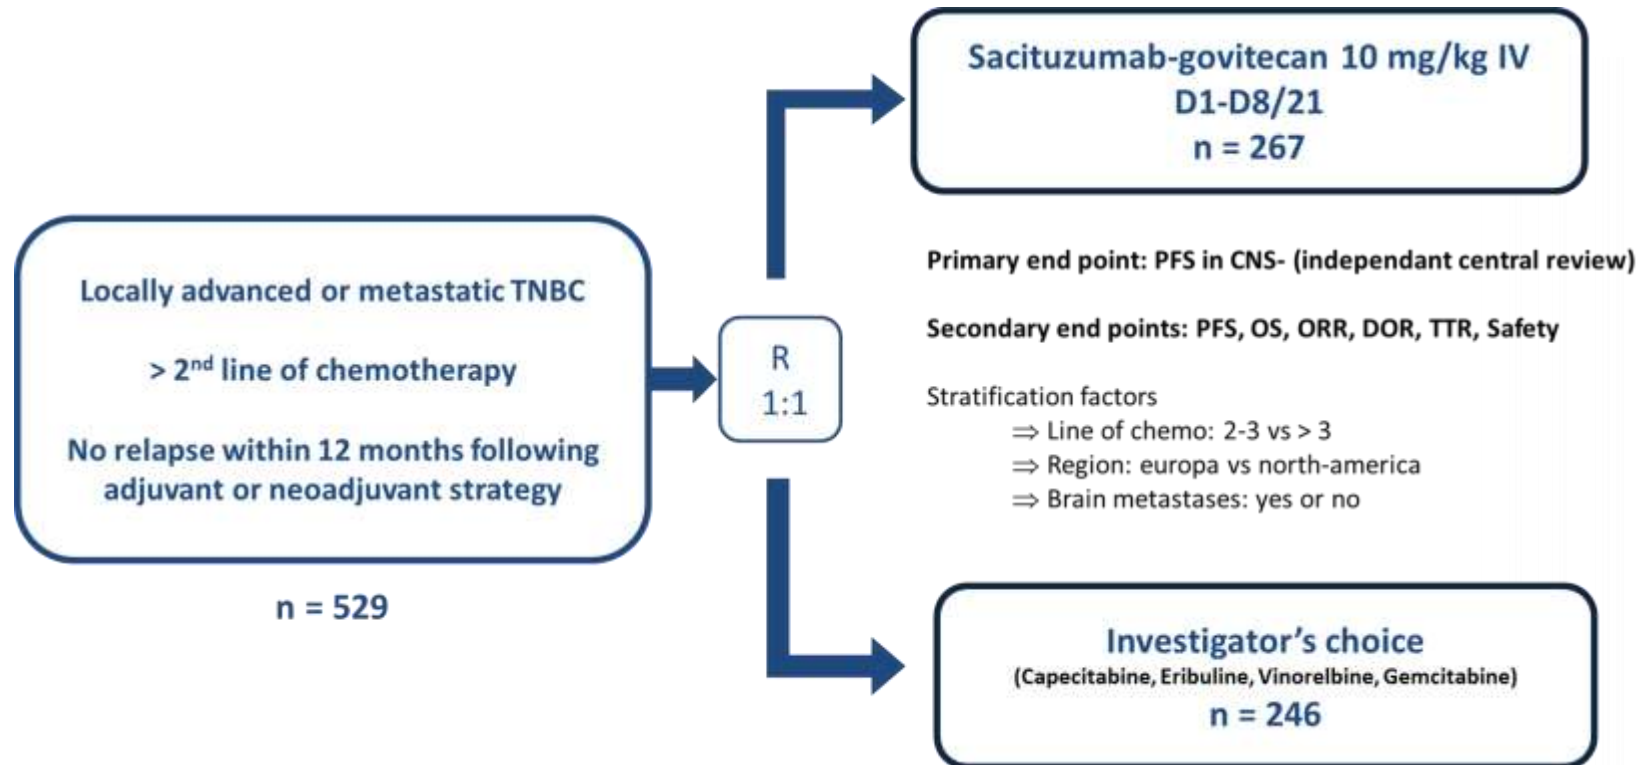 Locally advanced or metastatic TNBC
> 2nd line of chemotherapy
No relapse within 12 months following
adjuvant or neoadjuvant strategy
n = 529
R
1:1
Sacituzumab-govitecan 10 mg/kg IV
D1-D8/21
n = 267
Primary end point: PFS in CNS- (independant central review)
Secondary end points: PFS, OS, ORR, DOR, TTR, Safety
Stratification factors
⇒ Line of chemo: 2-3 vs > 3
⇒ Region: europa vs north-america
⇒ Brain metastases: yes or no
Investigator's choice
(Capecitabine, Eribuline, Vinorelbine, Gemcitabine)
n = 246